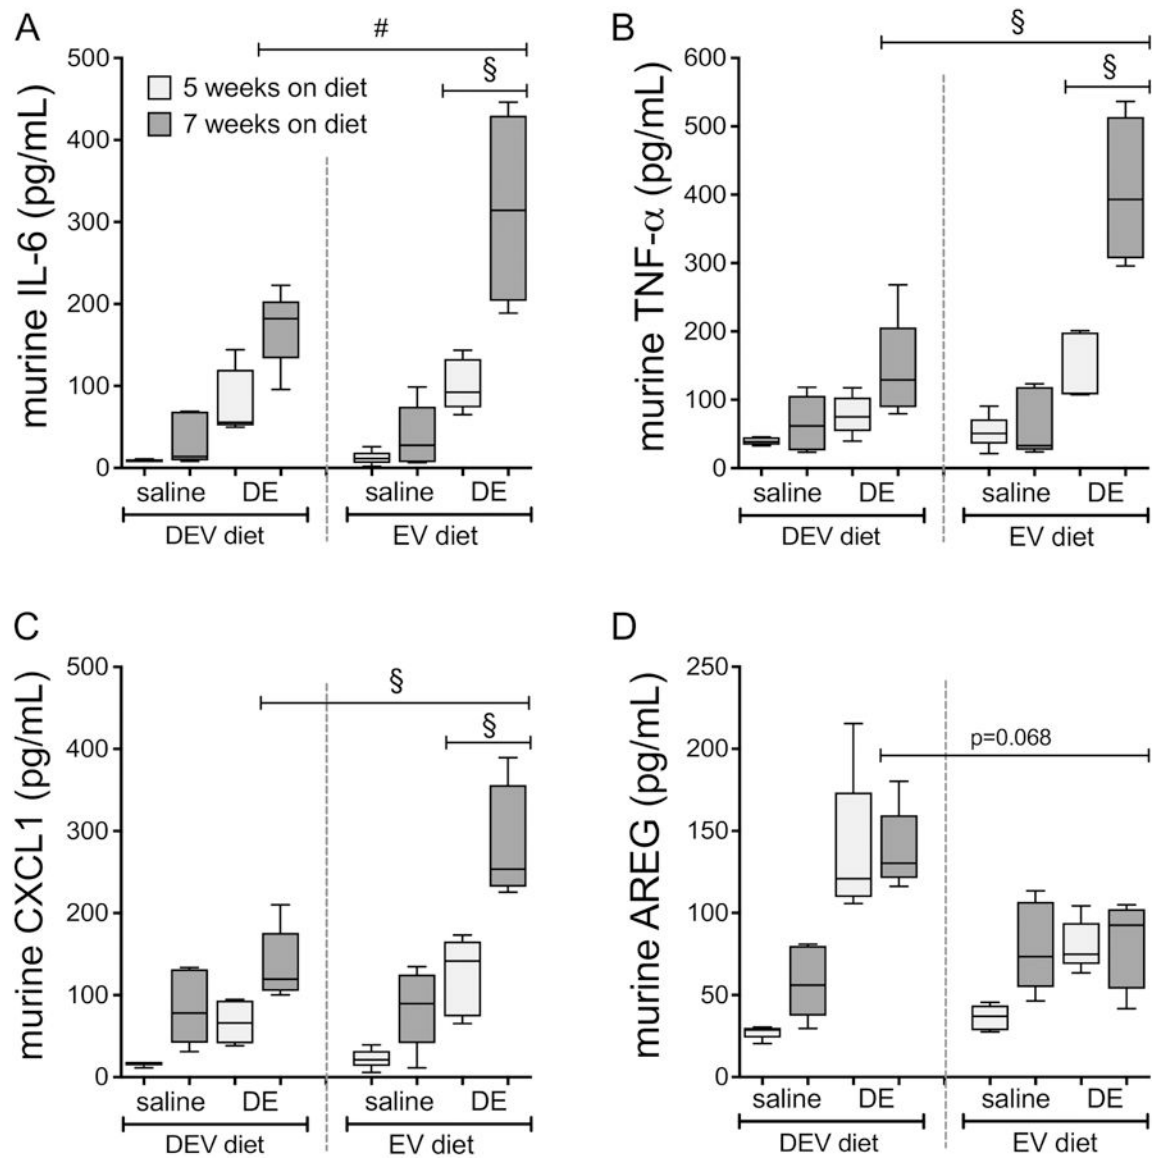 A
#
§
murine IL-6 (pg/mL)
500
400
300
200
100
0
5 weeks on diet
7 weeks on diet
saline DE saline DE
DEV diet EV diet
B
§
§
murine TNF-α (pg/mL)
600
500
400
300
200
100
0
saline DE saline DE
DEV diet EV diet
C
§
§
murine CXCL1 (pg/mL)
500
400
300
200
100
0
saline DE saline DE
DEV diet EV diet
D
p=0.068
murine AREG (pg/mL)
250
200
150
100
50
0
saline DE saline DE
DEV diet EV diet